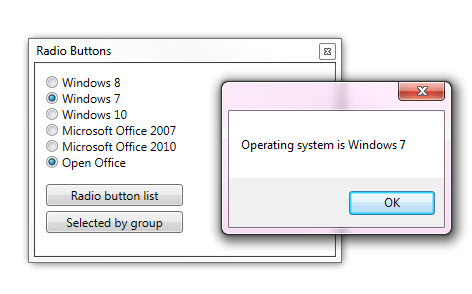 Radio Buttons
Windows 8
Windows 7
Windows 10
Microsoft Office 2007
Microsoft Office 2010
Open Office
Radio button list
Selected by group
Operating system is Windows 7
OK